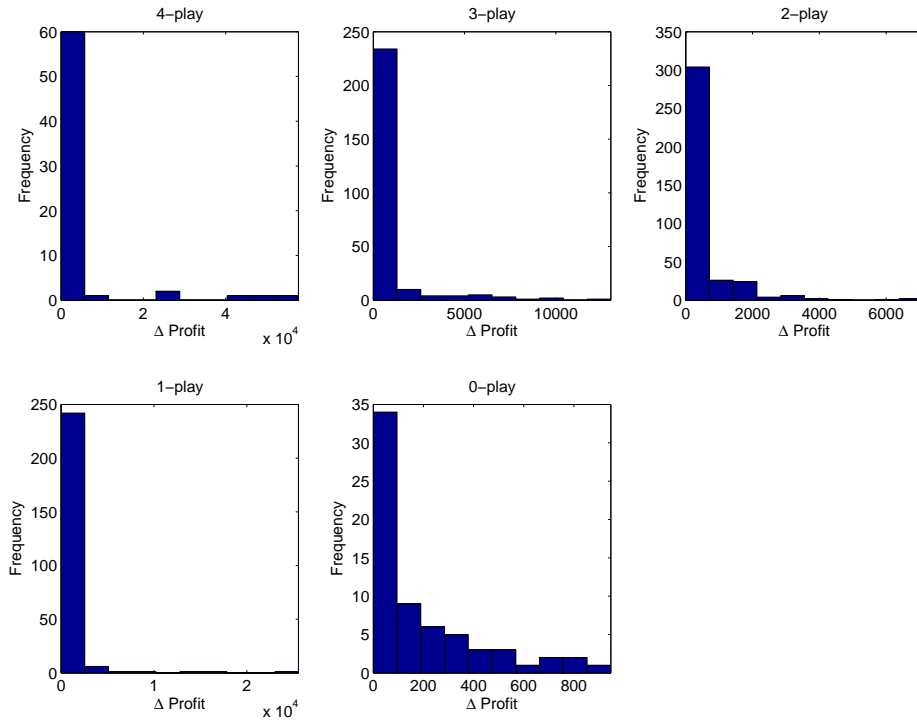 4−play
60
50
40
30
20
10
0
Frequency
0 2 4
Δ Profit
x 10^4
3−play
250
200
150
100
50
0
Frequency
0 5000 10000
Δ Profit
2−play
350
300
250
200
150
100
50
0
Frequency
0 2000 4000 6000
Δ Profit
1−play
250
200
150
100
50
0
Frequency
0 1 2
Δ Profit
x 10^4
0−play
35
30
25
20
15
10
5
0
Frequency
0 200 400 600 800
Δ Profit